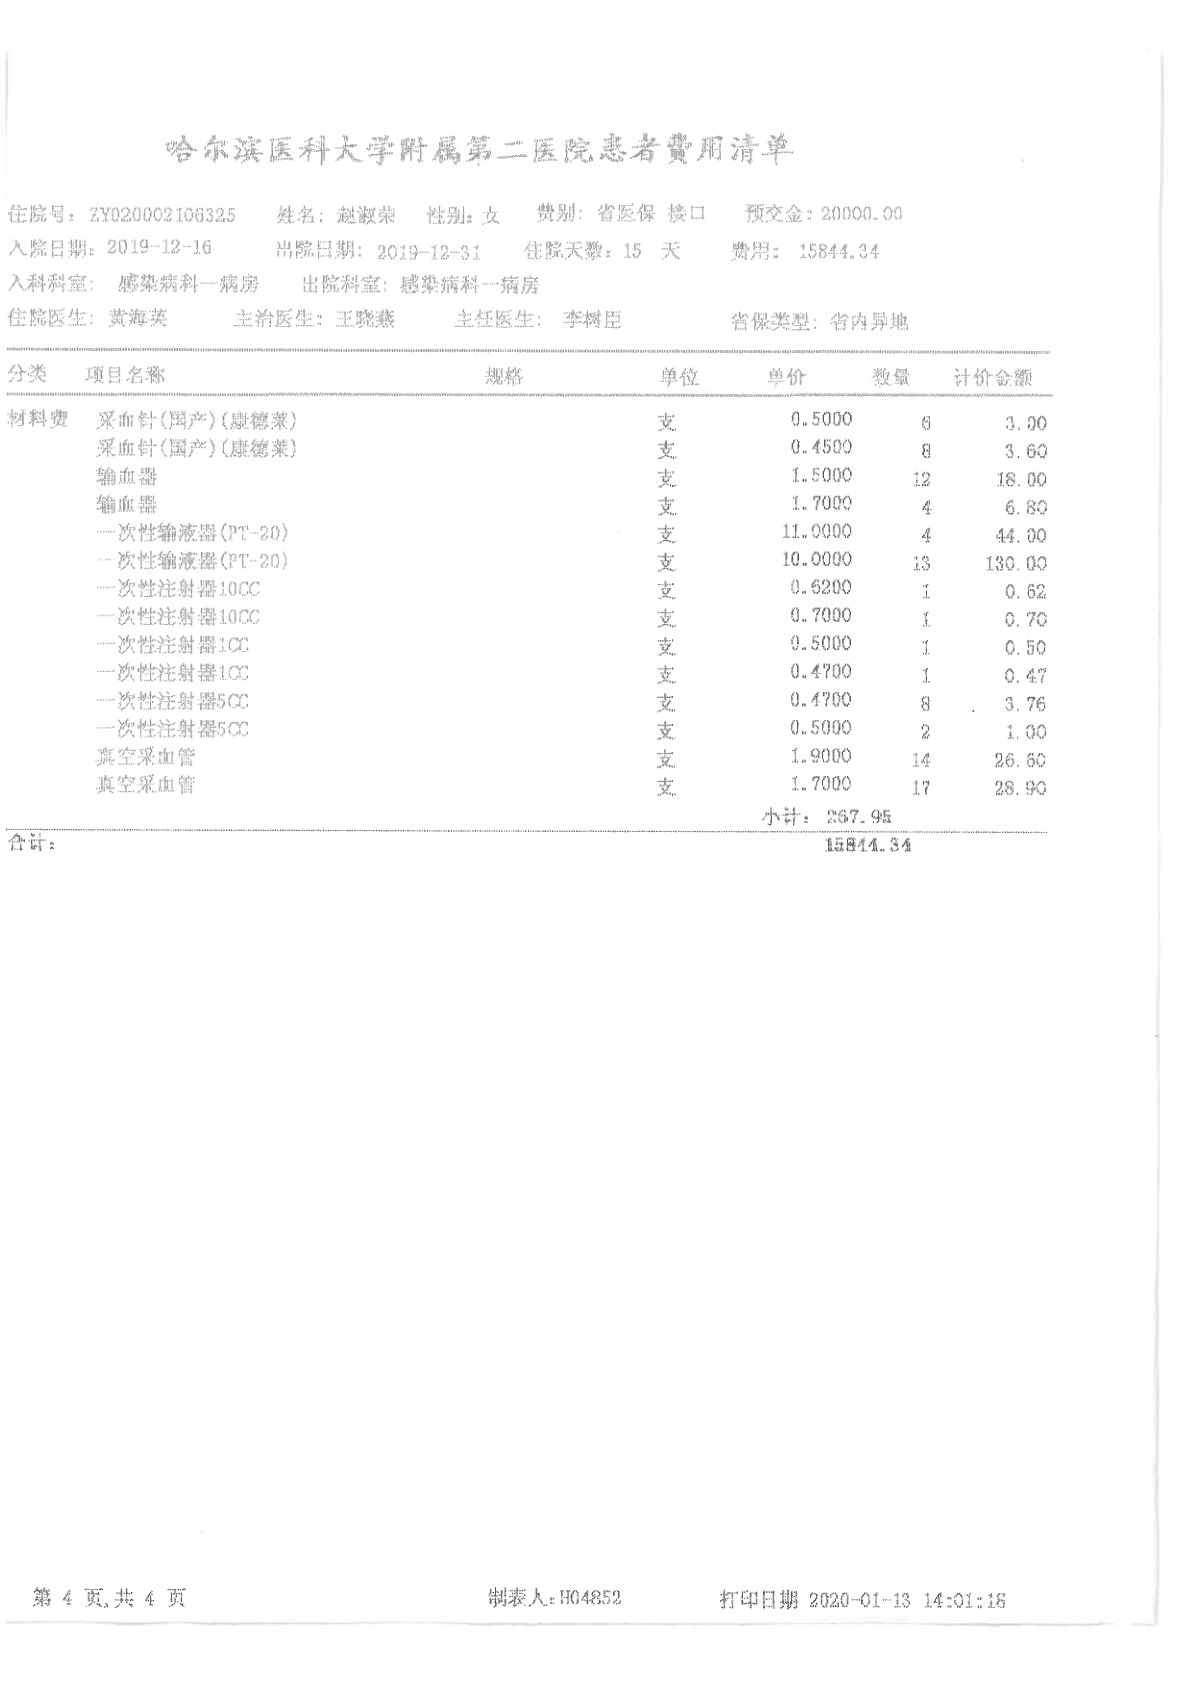 哈尔滨医科大学附属第二医院患者费用清单
住院号: ZY020002106325 姓名: 赵淑荣 性别: 女 费别: 省医保 接口 预交金: 20000.00
入院日期: 2019-12-16 出院日期: 2019-12-31 住院天数: 15 天 费用: 15844.34
入科科室: 感染病科一病房 出院科室: 感染病科一病房
住院医生: 黄海英 主治医生: 王晓燕 主任医生: 李树臣 省保类型: 省内异地
分类 项目名称 规格 单位 单价 数量 计价金额
材料费 采血针(国产)(康德莱) 支 0.5000 6 3.00
采血针(国产)(康德莱) 支 0.4500 8 3.60
输血器 支 1.5000 12 18.00
输血器 支 1.7000 4 6.80
一次性输液器(PT-20) 支 11.0000 4 44.00
一次性输液器(PT-20) 支 10.0000 13 130.00
一次性注射器10CC 支 0.6200 1 0.62
一次性注射器10CC 支 0.7000 1 0.70
一次性注射器1CC 支 0.5000 1 0.50
一次性注射器1CC 支 0.4700 1 0.47
一次性注射器5CC 支 0.4700 8 3.76
一次性注射器5CC 支 0.5000 2 1.00
真空采血管 支 1.9000 14 26.60
真空采血管 支 1.7000 17 28.90
小计: 267.95
合计: 15844.34
第 4 页,共 4 页 制表人:H04852 打印日期 2020-01-13 14:01:18